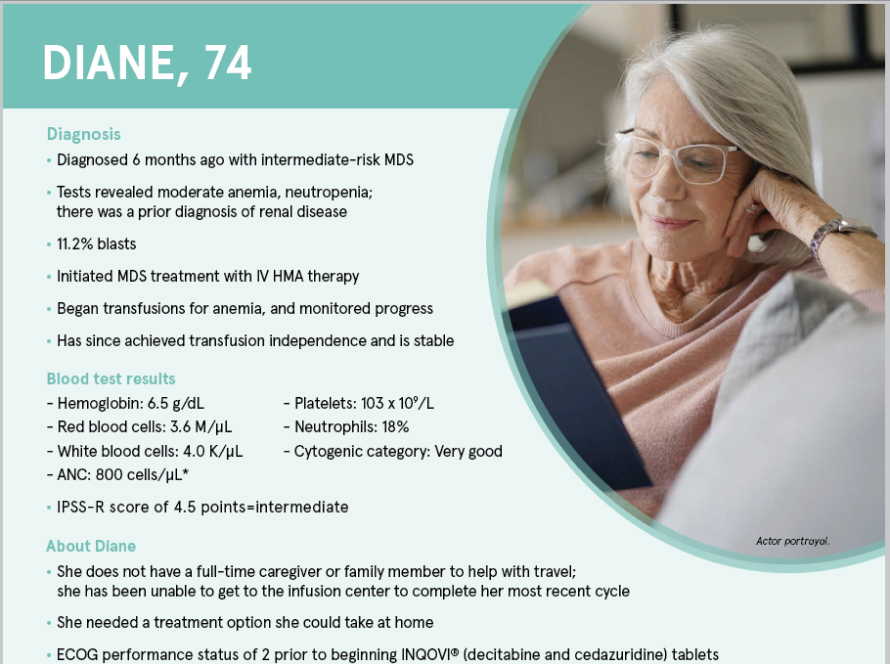 DIANE, 74
Diagnosis
• Diagnosed 6 months ago with intermediate-risk MDS
• Tests revealed moderate anemia, neutropenia;
there was a prior diagnosis of renal disease
• 11.2% blasts
• Initiated MDS treatment with IV HMA therapy
• Began transfusions for anemia, and monitored progress
• Has since achieved transfusion independence and is stable
Blood test results
– Hemoglobin: 6.5 g/dL – Platelets: 103 x 10⁹/L
– Red blood cells: 3.6 M/µL – Neutrophils: 18%
– White blood cells: 4.0 K/µL – Cytogenic category: Very good
– ANC: 800 cells/µL*
• IPSS-R score of 4.5 points=intermediate
Actor portrayal.
About Diane
• She does not have a full-time caregiver or family member to help with travel;
she has been unable to get to the infusion center to complete her most recent cycle
• She needed a treatment option she could take at home
• ECOG performance status of 2 prior to beginning INQOVI® (decitabine and cedazuridine) tablets